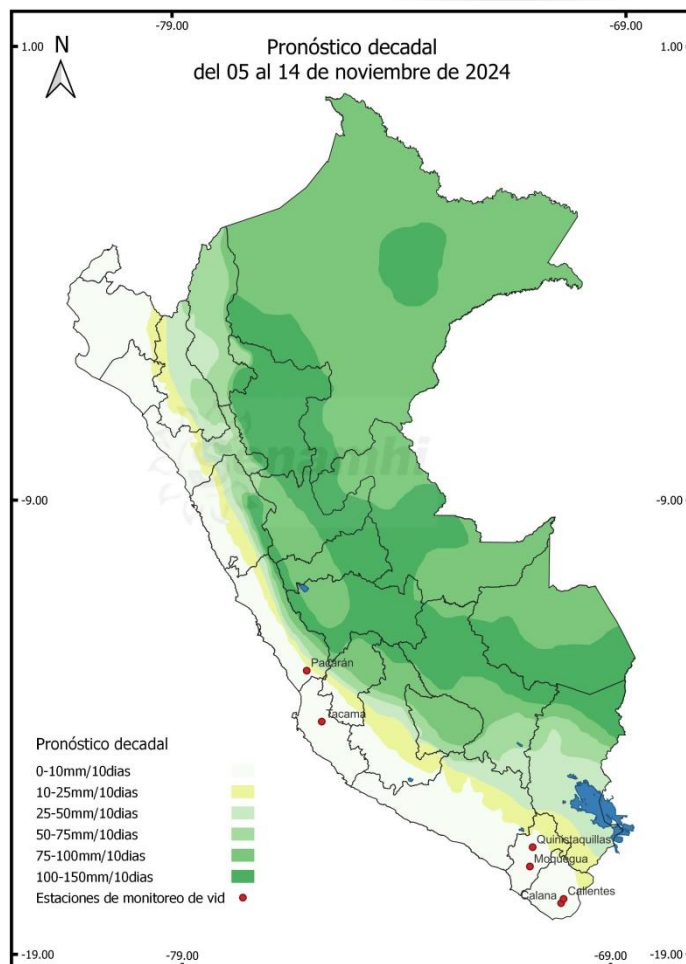 -79.00 -69.00
1.00 1.00
N
Pronóstico decadal
del 05 al 14 de noviembre de 2024
senamhi
-9.00 -9.00
Pacarán
Tacama
Pronóstico decadal
0-10mm/10dias
10-25mm/10dias
25-50mm/10dias
50-75mm/10dias
75-100mm/10dias
100-150mm/10dias
Estaciones de monitoreo de vid
Quinistaquillas
Moquegua
Calana Calientes
-19.00 -19.00
-79.00 -69.00